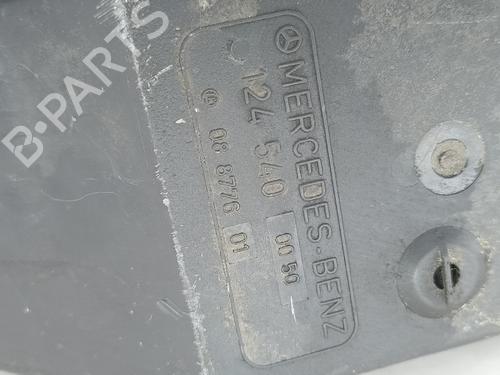 MERCEDES-BENZ
124 540 00 50
08 8776 01
B-PARTS